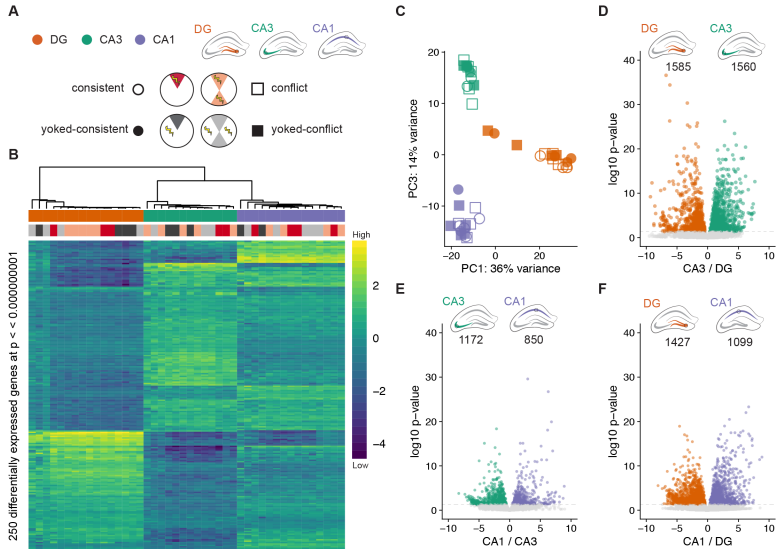 A
DG CA3 CA1
DG CA3 CA1
consistent
conflict
yoked-consistent
yoked-conflict
B
250 differentially expressed genes at p < < 0.0000000001
High
2
0
−2
−4
Low
C
PC3: 14% variance
20
10
0
−10
−20 0 20
PC1: 36% variance
D
DG CA3
1585 1560
log10 p-value
40
30
20
10
0
−10 −5 0 5 10
CA3 / DG
E
CA3 CA1
1172 850
log10 p-value
40
30
20
10
0
−10 −5 0 5 10
CA1 / CA3
F
DG CA1
1427 1099
log10 p-value
40
30
20
10
0
−10 −5 0 5 10
CA1 / DG